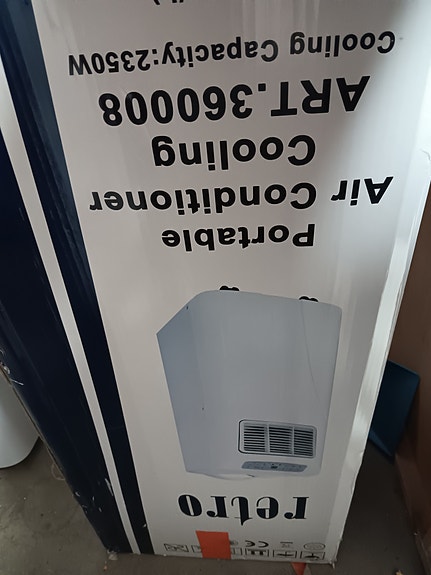 retro
Portable
Air Conditioner
Cooling
ART.360008
Cooling Capacity:2350W